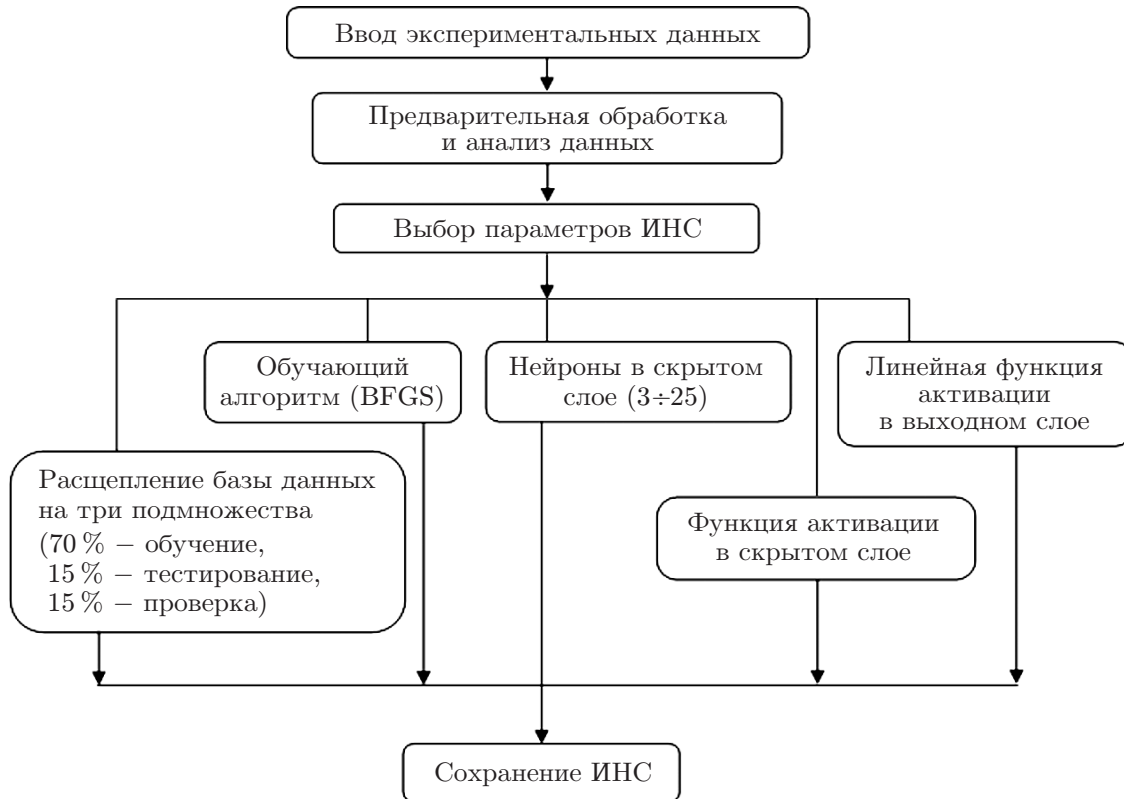 Ввод экспериментальных данных
Предварительная обработка
и анализ данных
Выбор параметров ИНС
Обучающий
алгоритм (BFGS)
Нейроны в скрытом
слое (3÷25)
Линейная функция
активации
в выходном слое
Расщепление базы данных
на три подмножества
(70 % – обучение,
15 % – тестирование,
15 % – проверка)
Функция активации
в скрытом слое
Сохранение ИНС